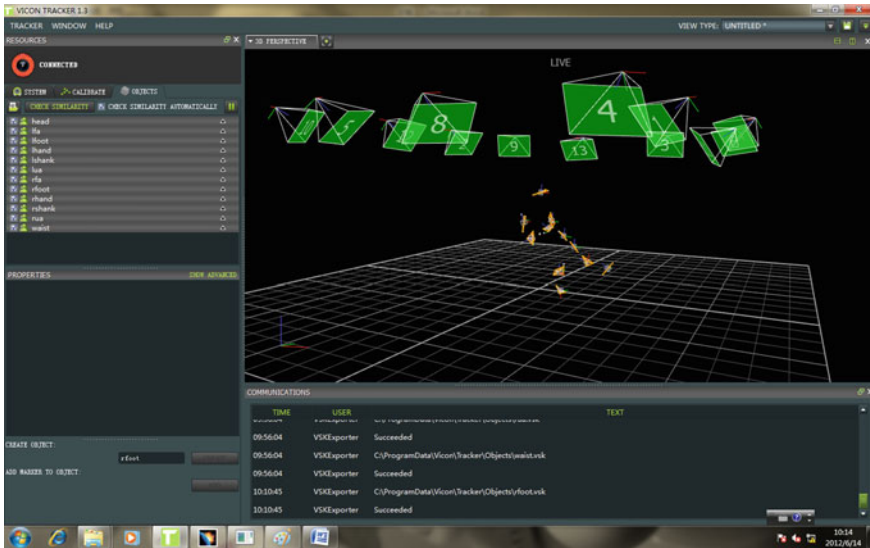 VICON TRACKER 1.3
TRACKER WINDOW HELP
VIEW TYPE: UNTITLED *
RESOURCES
3D PERSPECTIVE
CONNECTED
LIVE
SYSTEM CALIBRATE OBJECTS
CHECK SIMILARITY CHECK SIMILARITY AUTOMATICALLY
head
lfa
lfoot
lhand
lshank
lua
rfa
rfoot
rhand
rshank
rua
waist
10 5 12 8 2 9 13 4 1 3
PROPERTIES
SHOW ADVANCED
COMMUNICATIONS
TIME USER TEXT
09:56:04 VSKExporter Succeeded
09:56:04 VSKExporter C:\ProgramData\Vicon\Tracker\Objects\waist.vsk
09:56:04 VSKExporter Succeeded
10:10:45 VSKExporter C:\ProgramData\Vicon\Tracker\Objects\rfoot.vsk
10:10:45 VSKExporter Succeeded
CREATE OBJECT:
rfoot
ADD MARKER TO OBJECT:
10:14
2012/6/14